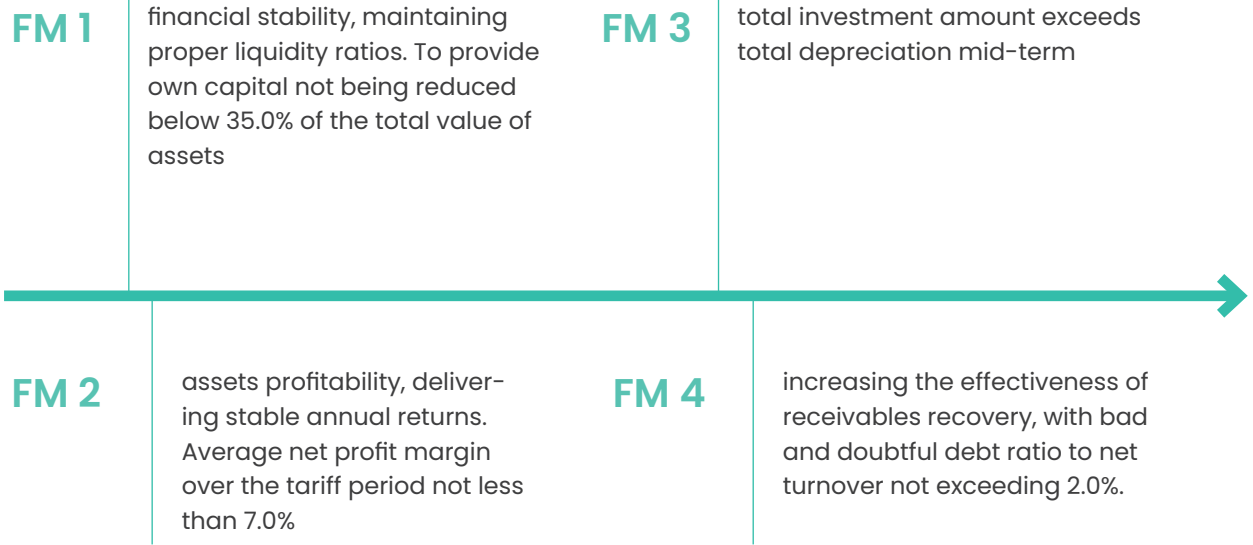 FM 1
financial stability, maintaining
proper liquidity ratios. To provide
own capital not being reduced
below 35.0% of the total value of
assets
FM 3
total investment amount exceeds
total depreciation mid-term
FM 2
assets profitability, deliver-
ing stable annual returns.
Average net profit margin
over the tariff period not less
than 7.0%
FM 4
increasing the effectiveness of
receivables recovery, with bad
and doubtful debt ratio to net
turnover not exceeding 2.0%.